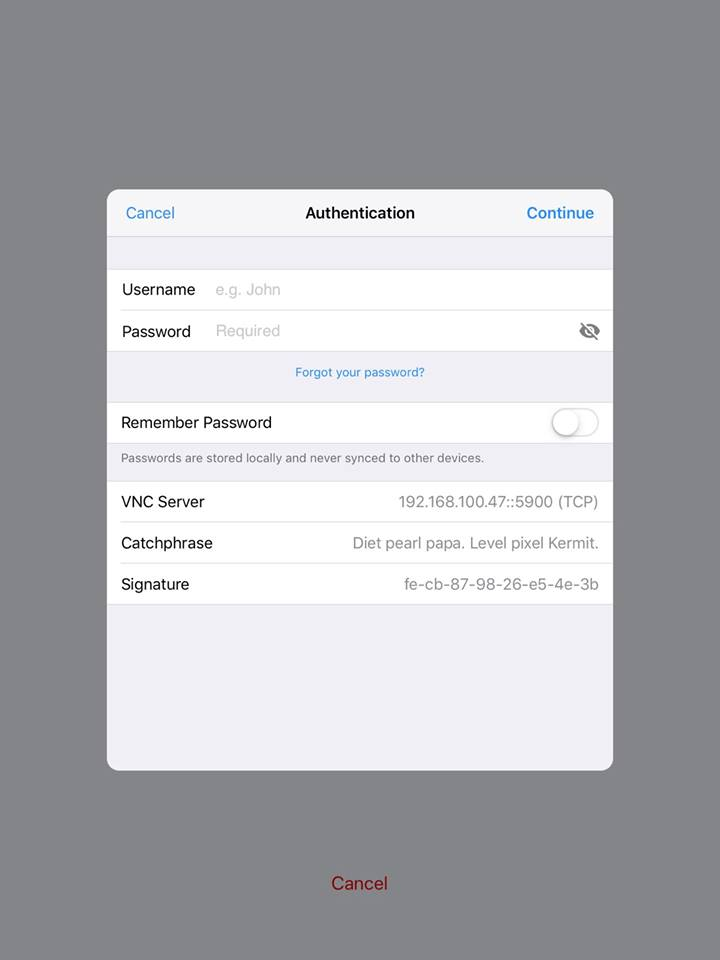 Cancel Authentication Continue
Username e.g. John
Password Required
Forgot your password?
Remember Password
Passwords are stored locally and never synced to other devices.
VNC Server 192.168.100.47::5900 (TCP)
Catchphrase Diet pearl papa. Level pixel Kermit.
Signature fe-cb-87-98-26-e5-4e-3b
Cancel